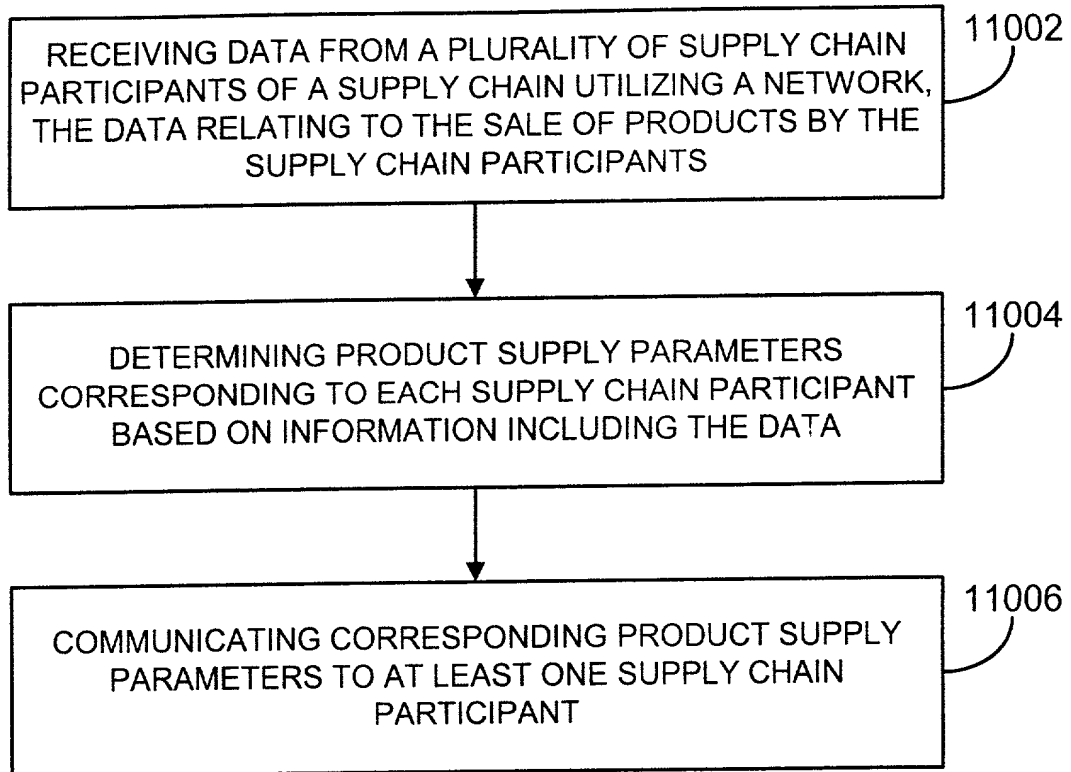 11002
RECEIVING DATA FROM A PLURALITY OF SUPPLY CHAIN
PARTICIPANTS OF A SUPPLY CHAIN UTILIZING A NETWORK,
THE DATA RELATING TO THE SALE OF PRODUCTS BY THE
SUPPLY CHAIN PARTICIPANTS
11004
DETERMINING PRODUCT SUPPLY PARAMETERS
CORRESPONDING TO EACH SUPPLY CHAIN PARTICIPANT
BASED ON INFORMATION INCLUDING THE DATA
11006
COMMUNICATING CORRESPONDING PRODUCT SUPPLY
PARAMETERS TO AT LEAST ONE SUPPLY CHAIN
PARTICIPANT